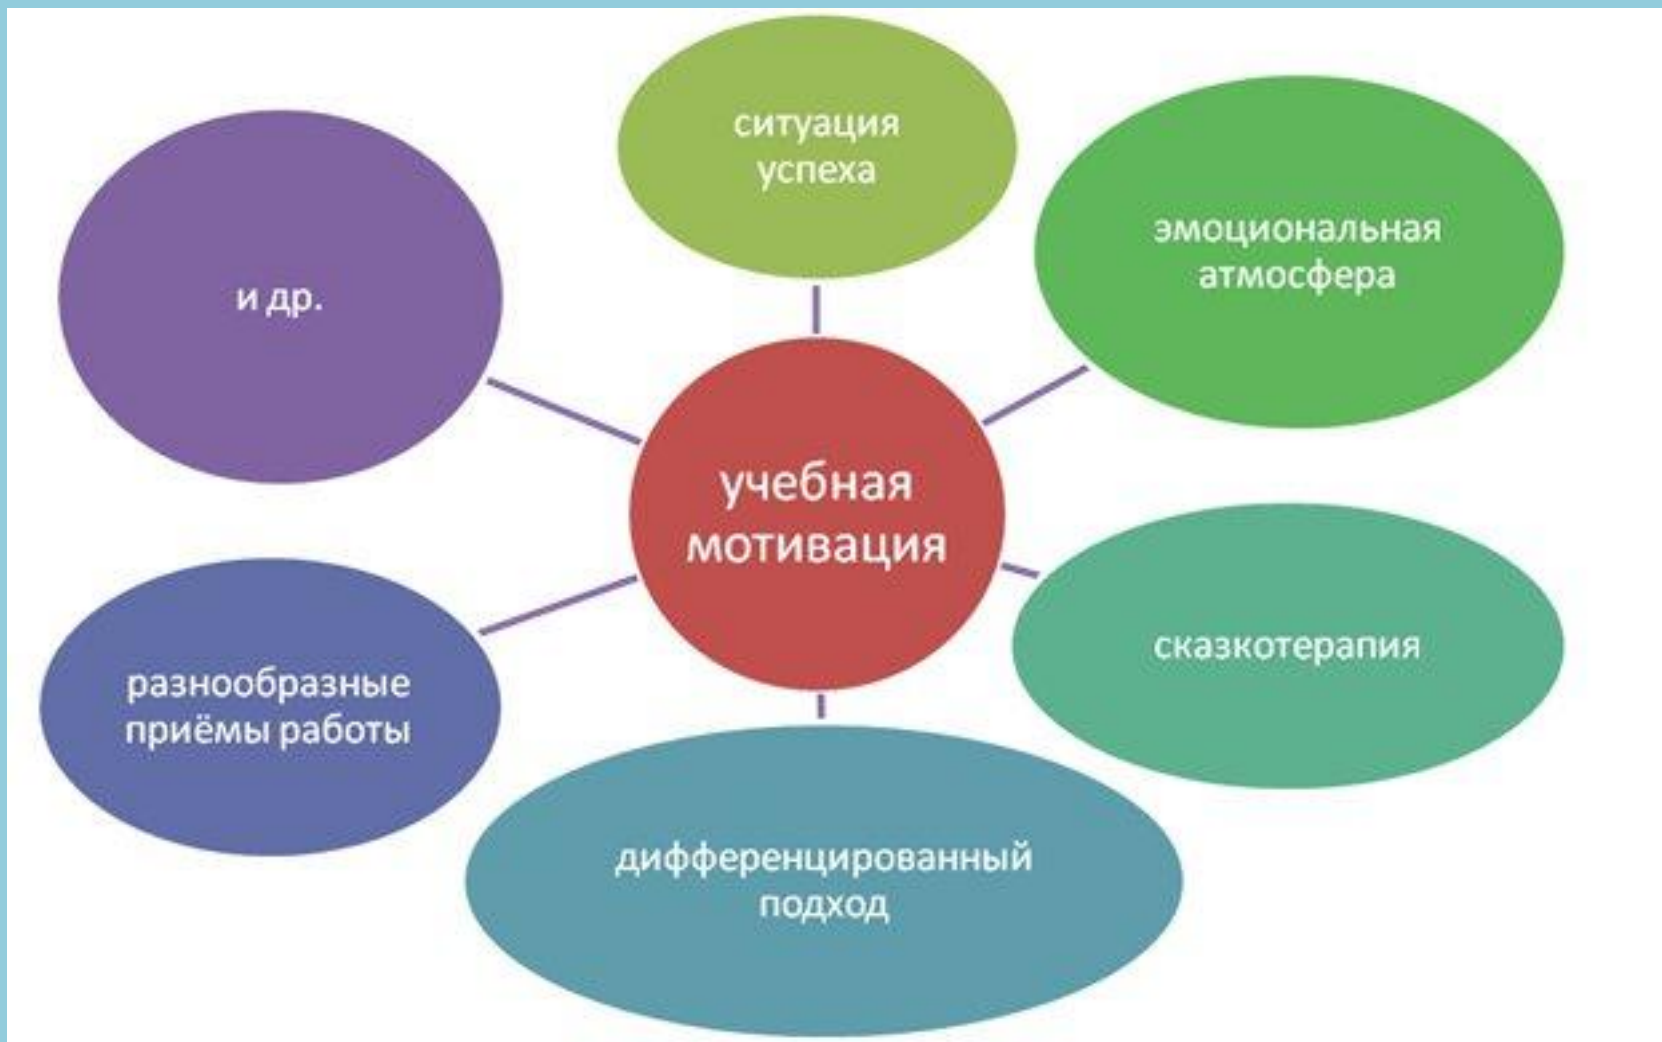 ситуация
успеха
эмоциональная
атмосфера
и др.
учебная
мотивация
сказкотерапия
разнообразные
приёмы работы
дифференцированный
подход